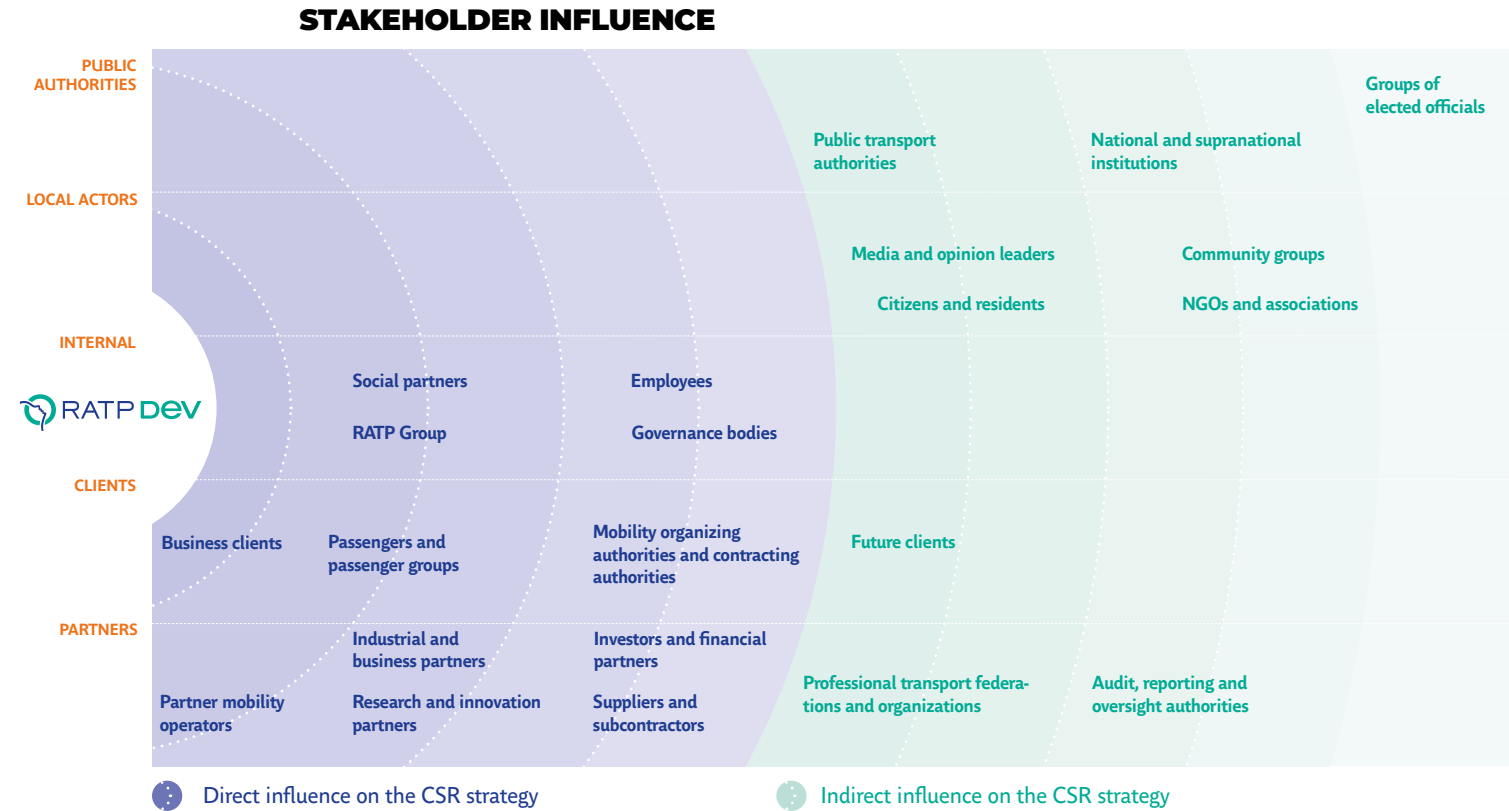 STAKEHOLDER INFLUENCE
PUBLIC
AUTHORITIES
Groups of
elected officials
Public transport
authorities
National and supranational
institutions
LOCAL ACTORS
Media and opinion leaders
Community groups
Citizens and residents
NGOs and associations
INTERNAL
Social partners
Employees
RATP DEV
RATP Group
Governance bodies
CLIENTS
Business clients
Passengers and
passenger groups
Mobility organizing
authorities and contracting
authorities
Future clients
PARTNERS
Industrial and
business partners
Investors and financial
partners
Partner mobility
operators
Research and innovation
partners
Suppliers and
subcontractors
Professional transport federa-
tions and organizations
Audit, reporting and
oversight authorities
Direct influence on the CSR strategy
Indirect influence on the CSR strategy